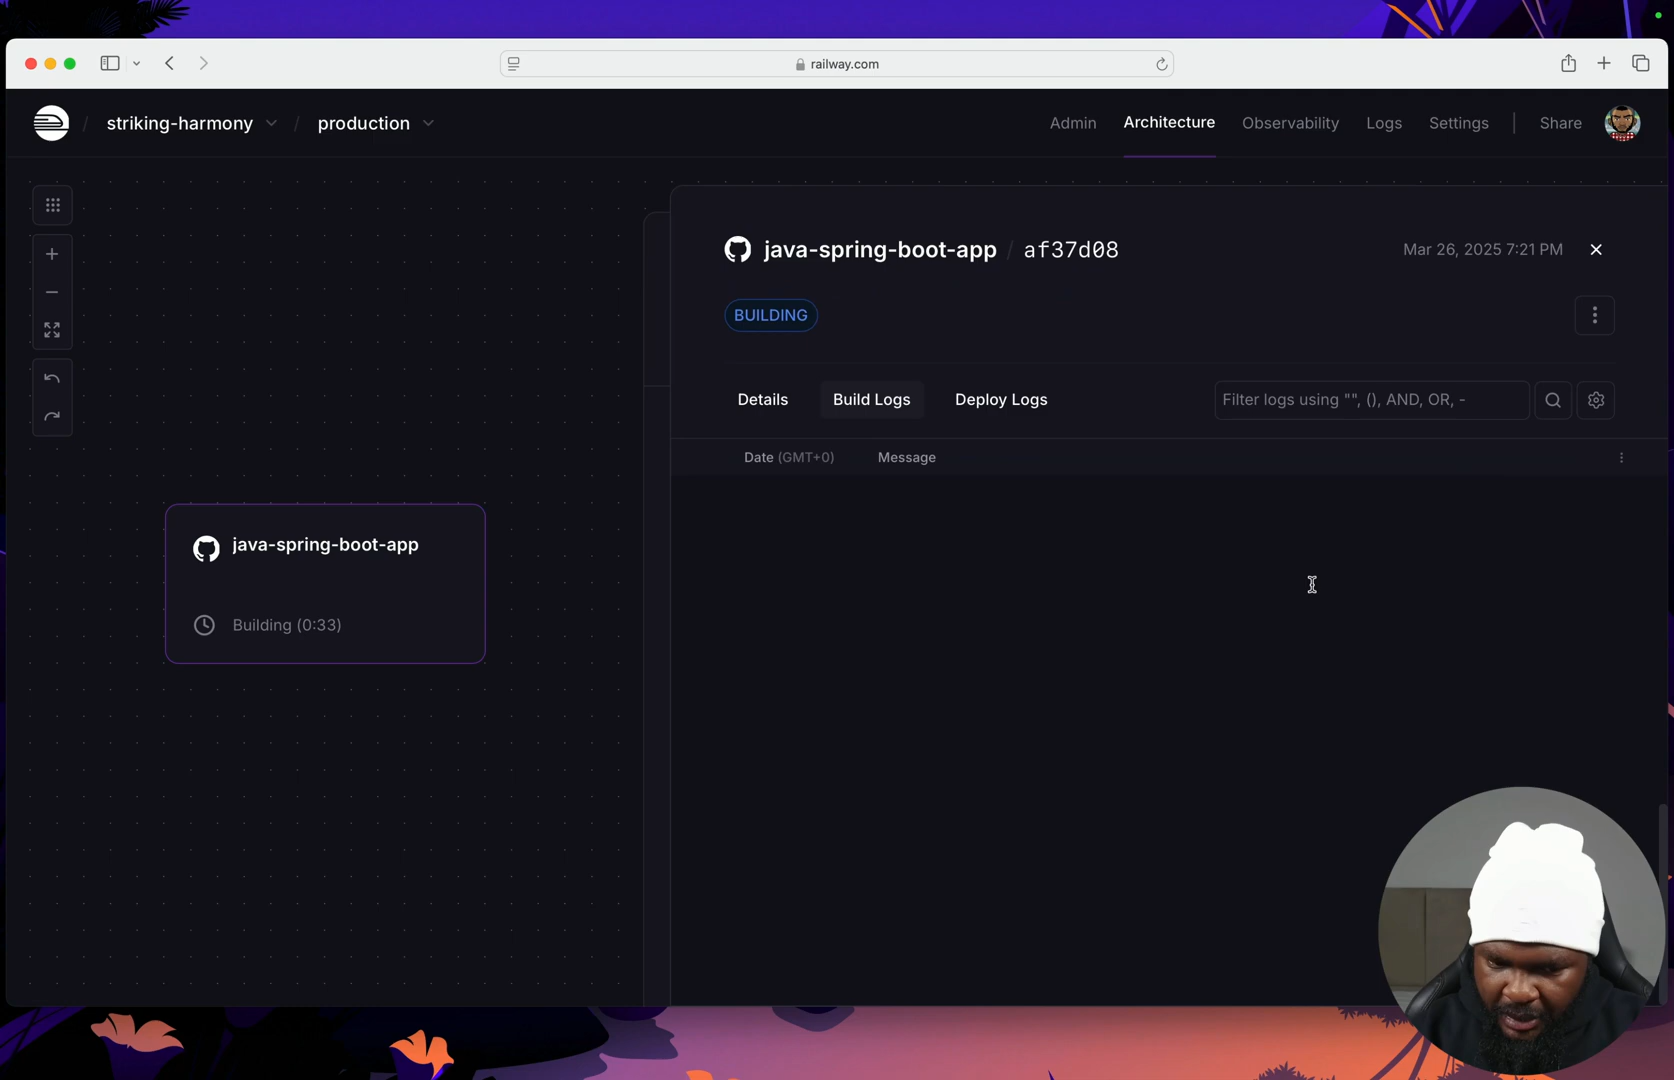 railway.com
/ striking-harmony / production
Admin Architecture Observability Logs Settings | Share
java-spring-boot-app / af37d08
Mar 26, 2025 7:21 PM
BUILDING
Details Build Logs Deploy Logs
Filter logs using "", (), AND, OR, -
Date (GMT+0) Message
java-spring-boot-app
Building (0:33)